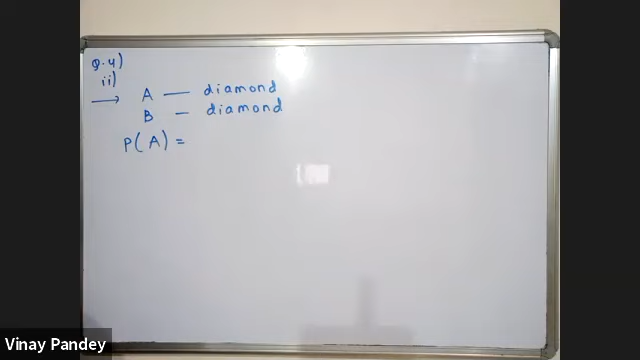 Q.4)
ii)
→ A — diamond
B — diamond
P(A) =
Vinay Pandey